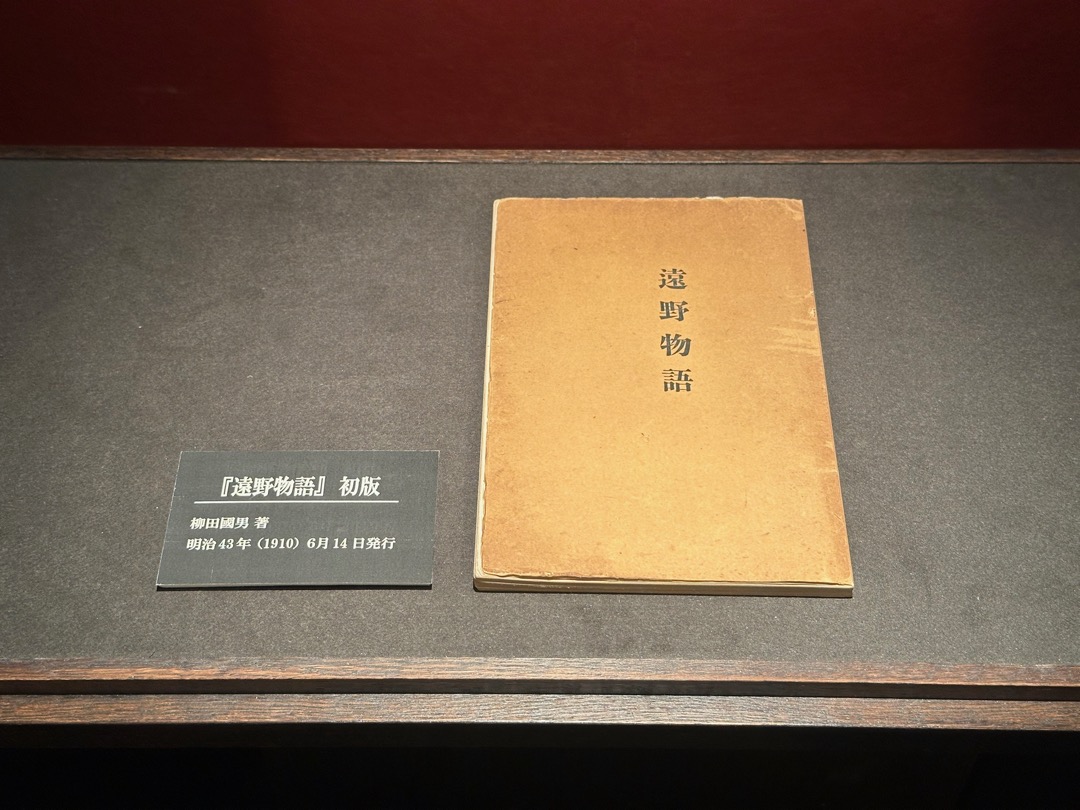 『遠野物語』 初版
柳田國男 著
明治43年（1910）6月14日発行
遠野物語